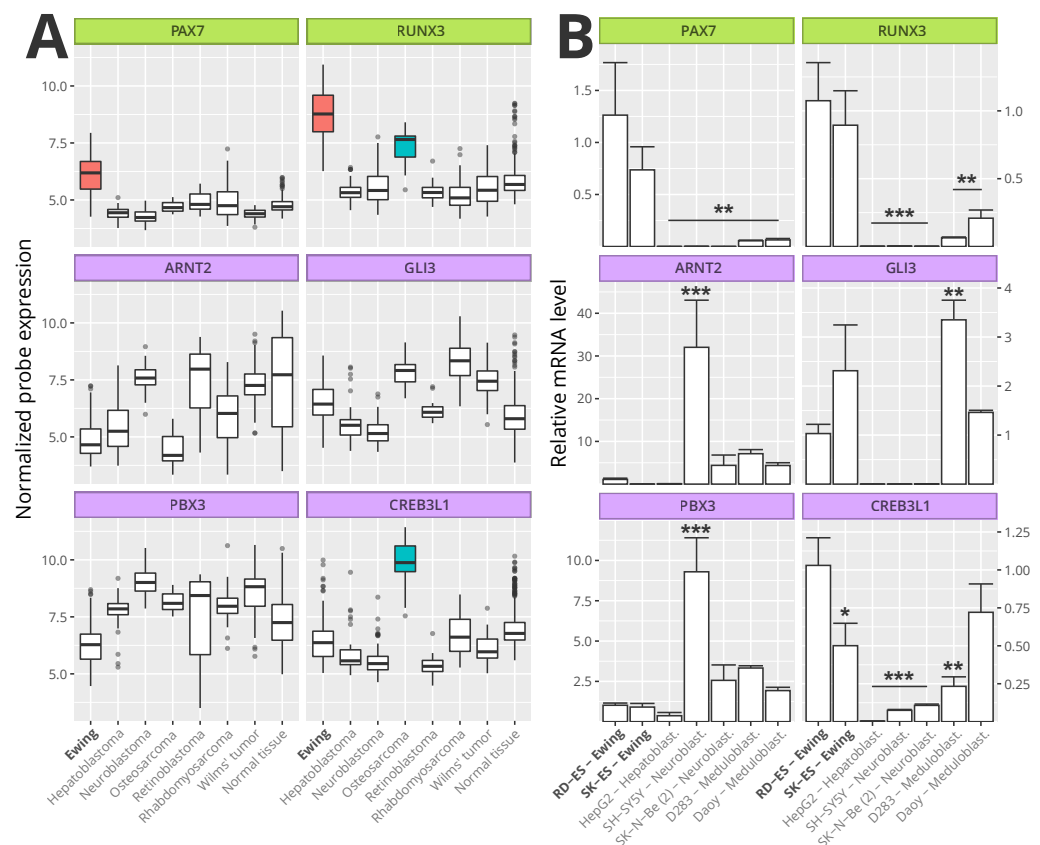 A
PAX7
RUNX3
10.0
7.5
5.0
ARNT2
GLI3
10.0
7.5
5.0
PBX3
CREB3L1
10.0
7.5
5.0
Normalized probe expression
Ewing
Hepatoblastoma
Neuroblastoma
Osteosarcoma
Retinoblastoma
Rhabdomyosarcoma
Wilms' tumor
Normal tissue
Ewing
Hepatoblastoma
Neuroblastoma
Osteosarcoma
Retinoblastoma
Rhabdomyosarcoma
Wilms' tumor
Normal tissue
B
PAX7
RUNX3
1.5
1.0
0.5
**
1.0
0.5
***
**
ARNT2
GLI3
40
30
20
10
***
4
3
2
1
**
PBX3
CREB3L1
10.0
7.5
5.0
2.5
***
1.25
1.00
0.75
0.50
0.25
*
***
**
Relative mRNA level
RD–ES – Ewing
SK–ES – Ewing
HepG2 – Hepatoblast.
SH–SY5Y – Neuroblast.
SK–N–Be (2) – Neuroblast.
D283 – Meduloblast.
Daoy – Meduloblast.
RD–ES – Ewing
SK–ES – Ewing
HepG2 – Hepatoblast.
SH–SY5Y – Neuroblast.
SK–N–Be (2) – Neuroblast.
D283 – Meduloblast.
Daoy – Meduloblast.